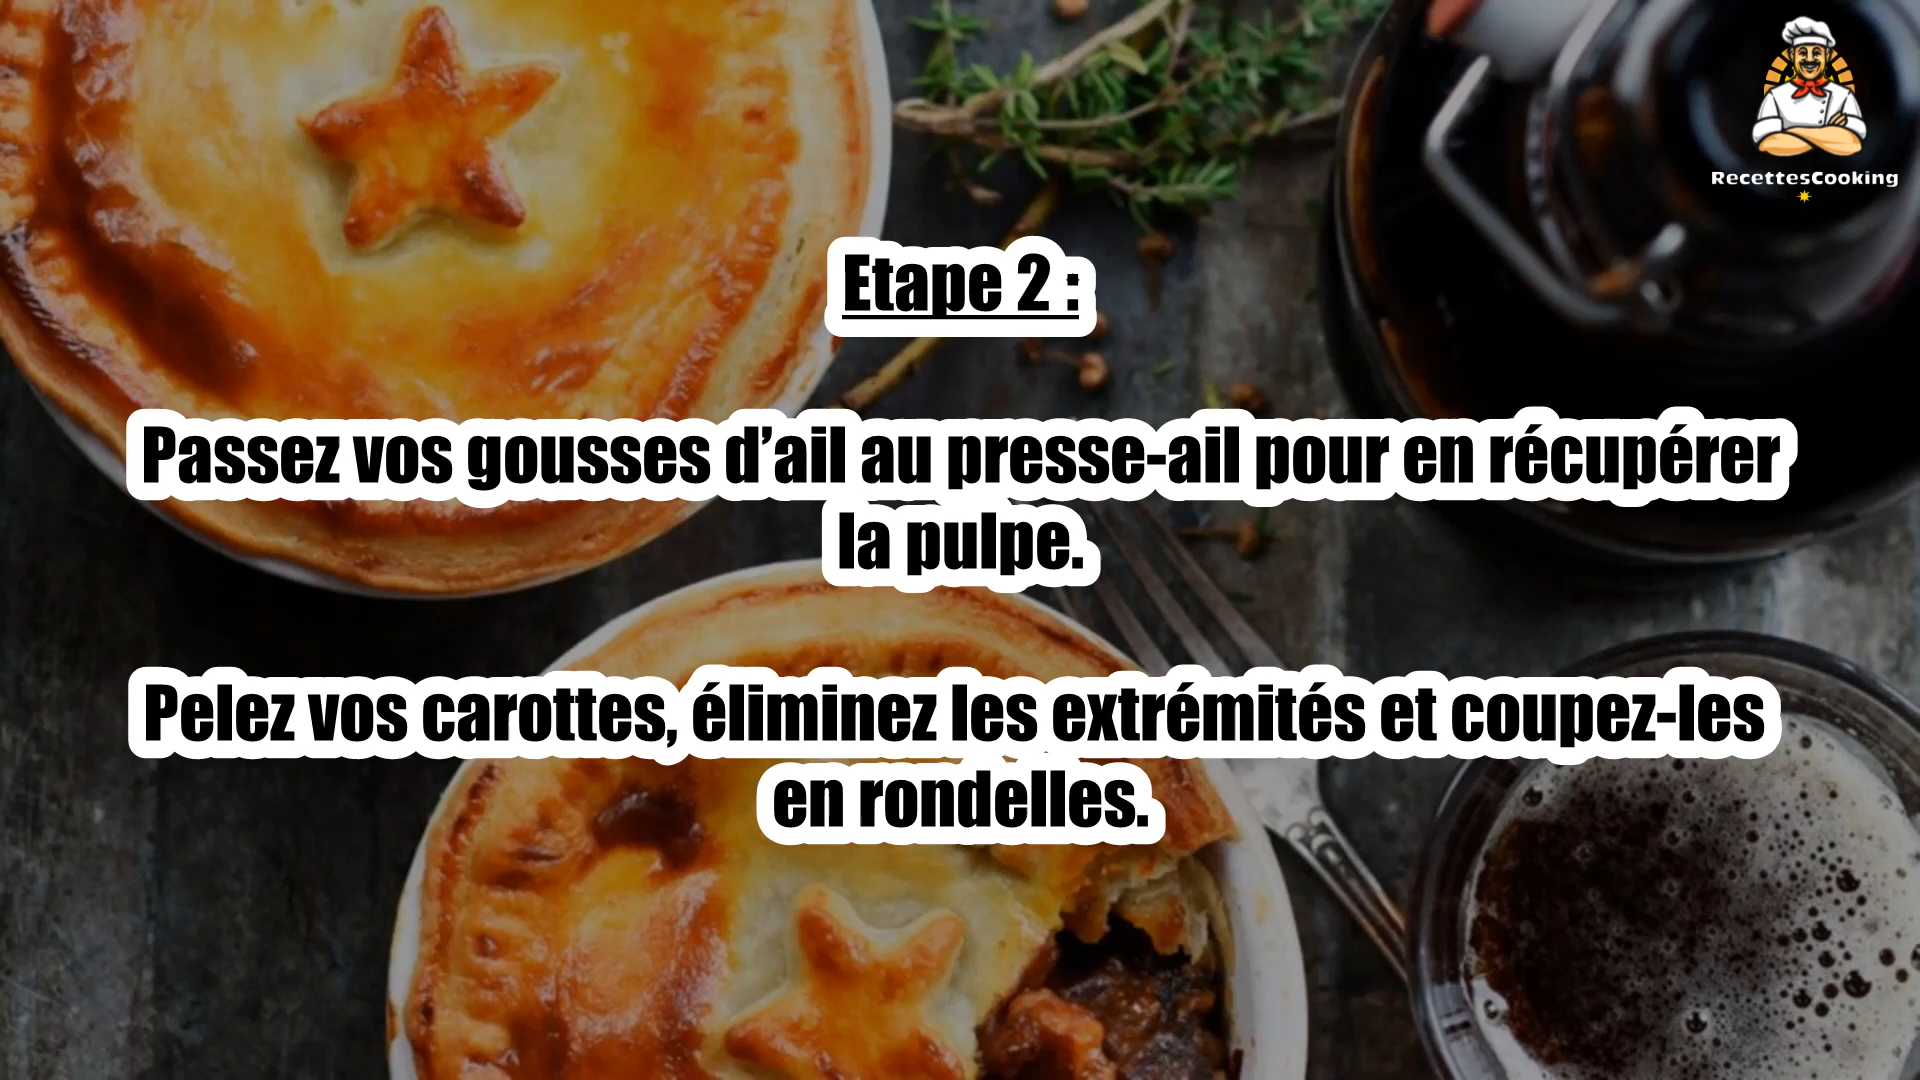 RecettesCooking
Etape 2 :
Passez vos gousses d’ail au presse-ail pour en récupérer
la pulpe.
Pelez vos carottes, éliminez les extrémités et coupez-les
en rondelles.